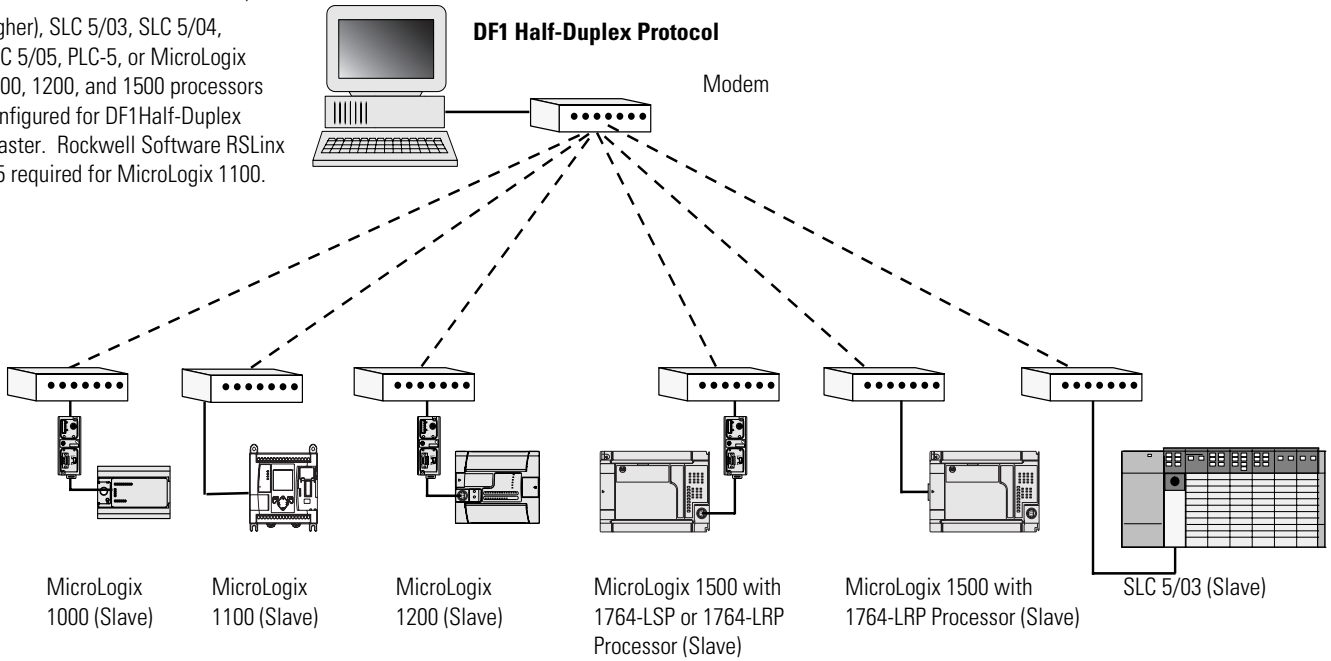 DF1 Half-Duplex Protocol
gher), SLC 5/03, SLC 5/04,
C 5/05, PLC-5, or MicroLogix
00, 1200, and 1500 processors
nfigured for DF1Half-Duplex
aster. Rockwell Software RSLinx
5 required for MicroLogix 1100.
Modem
MicroLogix
1000 (Slave)
MicroLogix
1100 (Slave)
MicroLogix
1200 (Slave)
MicroLogix 1500 with
1764-LSP or 1764-LRP
Processor (Slave)
MicroLogix 1500 with
1764-LRP Processor (Slave)
SLC 5/03 (Slave)